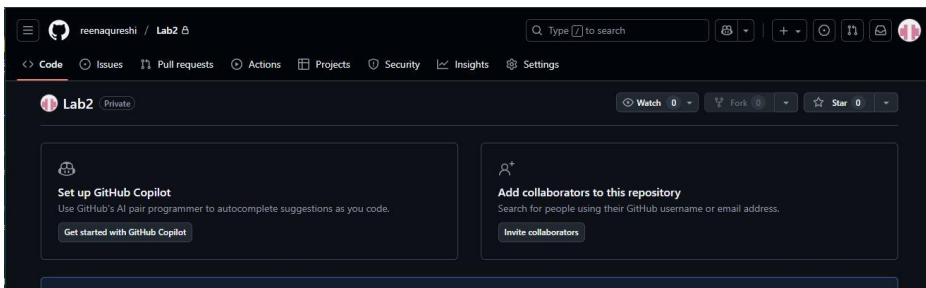 reenaqureshi / Lab2
Type / to search
Code Issues Pull requests Actions Projects Security Insights Settings
Lab2 Private
Watch 0 Fork 0 Star 0
Set up GitHub Copilot
Use GitHub's AI pair programmer to autocomplete suggestions as you code.
Get started with GitHub Copilot
Add collaborators to this repository
Search for people using their GitHub username or email address.
Invite collaborators